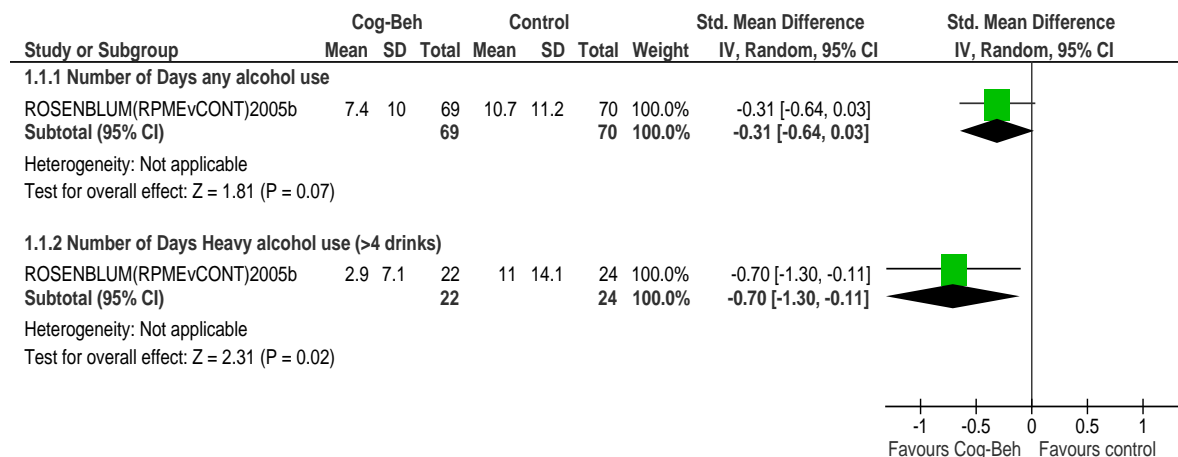 Cog-Beh Control Std. Mean Difference Std. Mean Difference
Study or Subgroup Mean SD Total Mean SD Total Weight IV, Random, 95% CI IV, Random, 95% CI
1.1.1 Number of Days any alcohol use
ROSENBLUM(RPMEvCONT)2005b 7.4 10 69 10.7 11.2 70 100.0% -0.31 [-0.64, 0.03]
Subtotal (95% CI) 69 70 100.0% -0.31 [-0.64, 0.03]
Heterogeneity: Not applicable
Test for overall effect: Z = 1.81 (P = 0.07)
1.1.2 Number of Days Heavy alcohol use (>4 drinks)
ROSENBLUM(RPMEvCONT)2005b 2.9 7.1 22 11 14.1 24 100.0% -0.70 [-1.30, -0.11]
Subtotal (95% CI) 22 24 100.0% -0.70 [-1.30, -0.11]
Heterogeneity: Not applicable
Test for overall effect: Z = 2.31 (P = 0.02)
-1 -0.5 0 0.5 1
Favours Cog-Beh Favours control